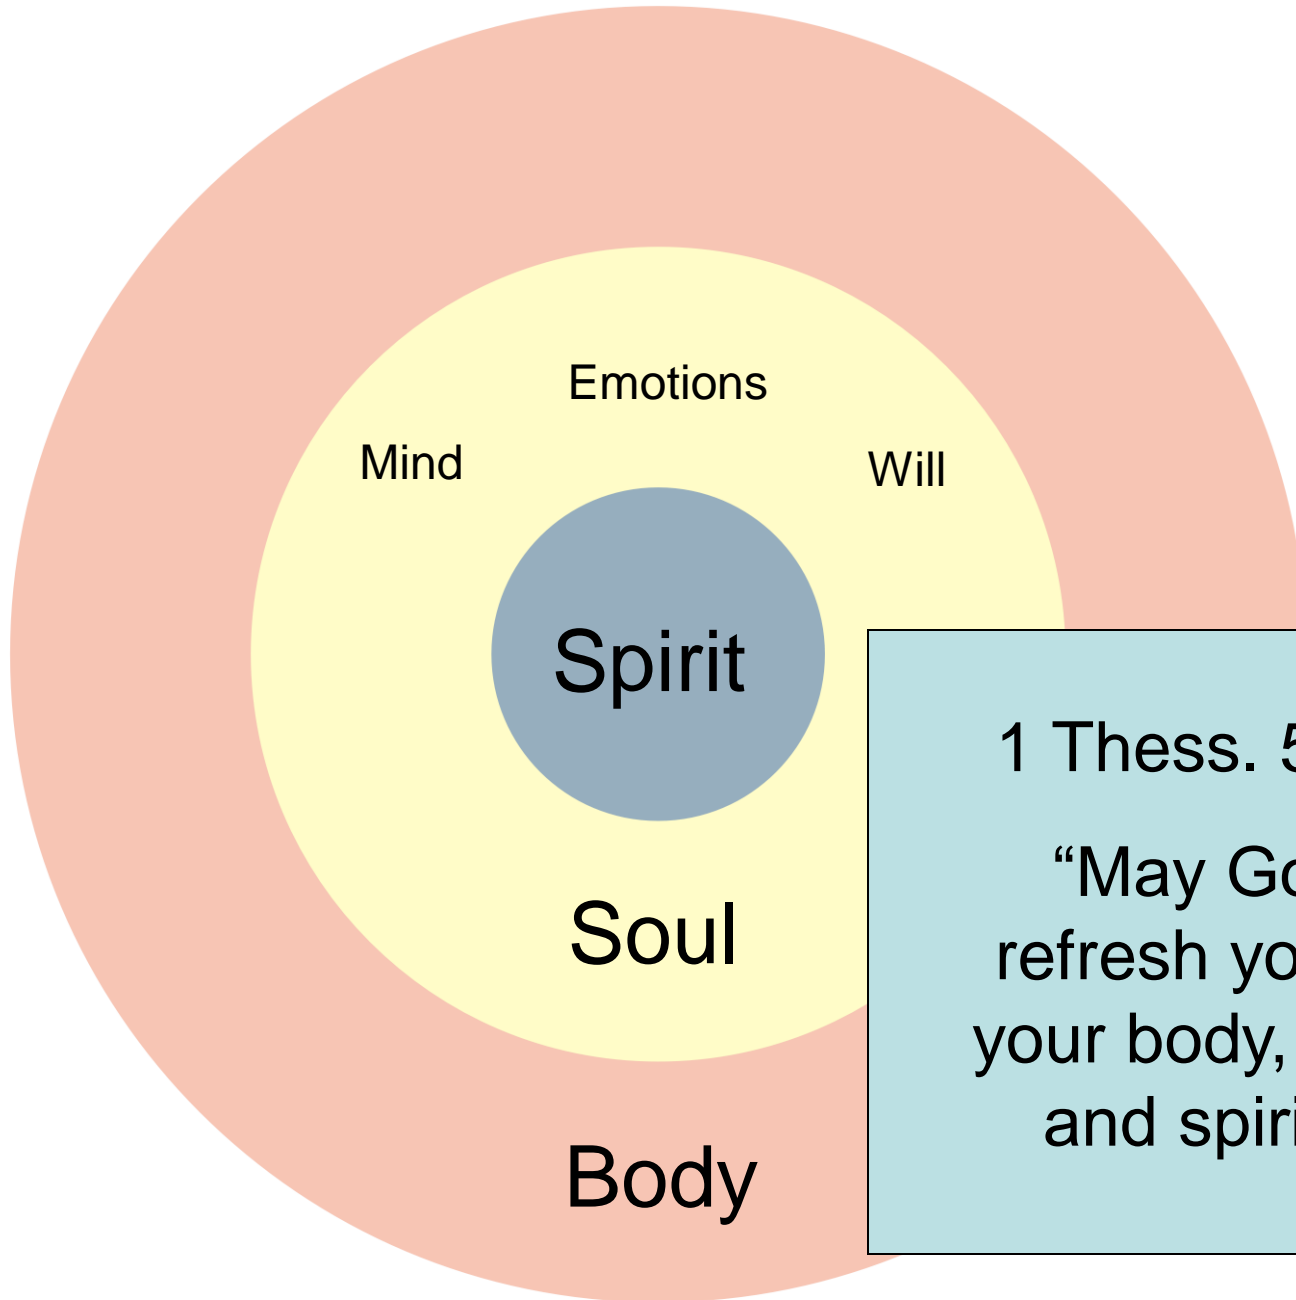 Emotions
Mind
Will
Spirit
Soul
Body
1 Thess. 5
“May Go
refresh yo
your body,
and spiri